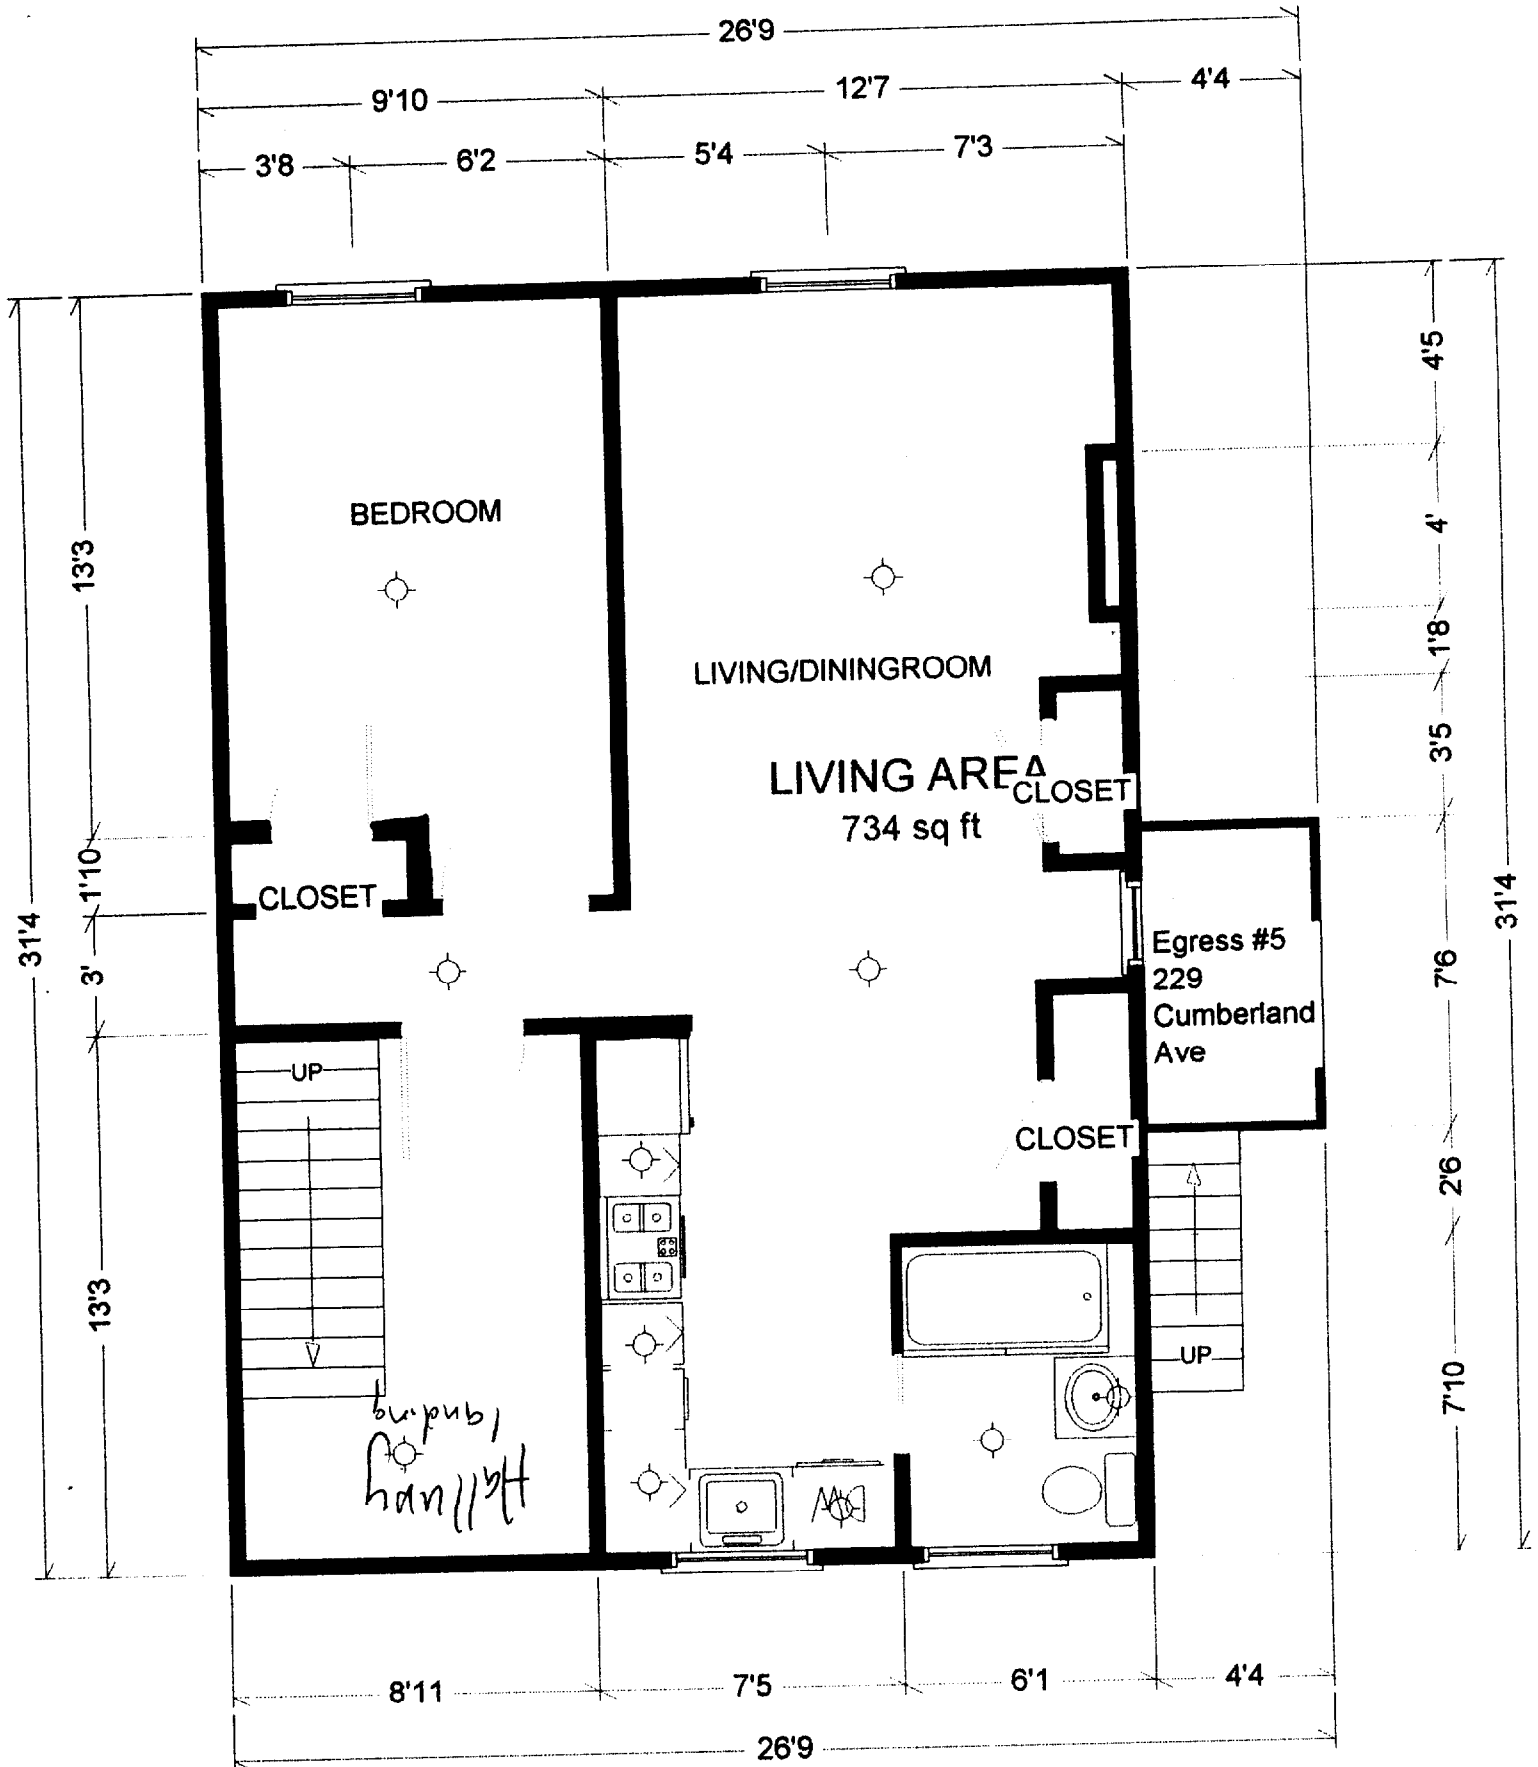 26'9
9'10
12'7
4'4
3'8
6'2
5'4
7'3
4'5
BEDROOM
4'
13'3
LIVING/DININGROOM
1'8
LIVING AREA
CLOSET
734 sq ft
3'5
1'10
CLOSET
31'4
31'4
Egress #5
229
Cumberland
Ave
7'6
3'
UP
CLOSET
2'6
13'3
UP
7'10
Hallway
landing
DW
8'11
7'5
6'1
4'4
26'9